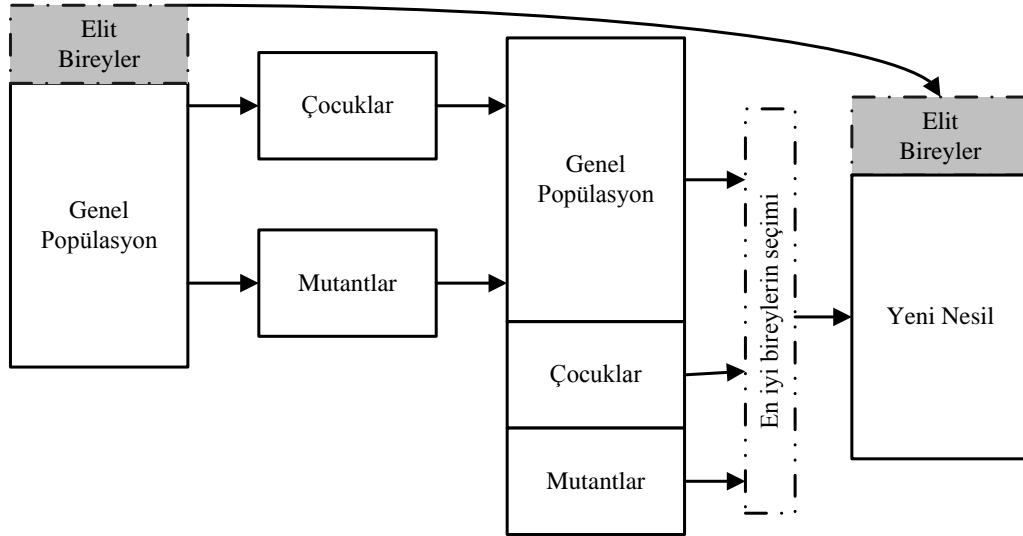 Elit
Bireyler
Genel
Popülasyon
Çocuklar
Mutantlar
Genel
Popülasyon
Çocuklar
Mutantlar
En iyi bireylerin seçimi
Elit
Bireyler
Yeni Nesil